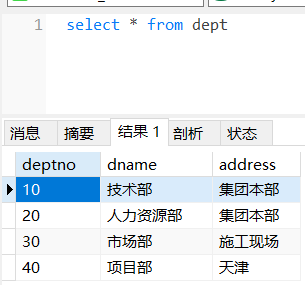 1 select * from dept
消息 摘要 结果 1 剖析 状态
deptno dname address
10 技术部 集团本部
20 人力资源部 集团本部
30 市场部 施工现场
40 项目部 天津